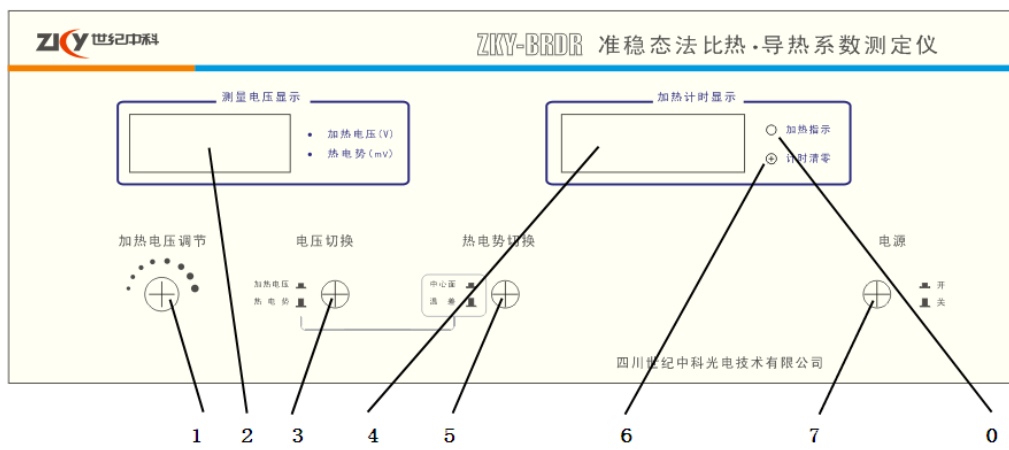 ZKY 世纪中科
ZKY-BRDR 准稳态法比热·导热系数测定仪
测量电压显示
加热计时显示
加热电压(V)
热电势(mV)
加热指示
计时清零
加热电压调节
电压切换
热电势切换
电源
加热电压
热电势
中心面
温差
开
关
四川世纪中科光电技术有限公司
1 2 3 4 5 6 7 0